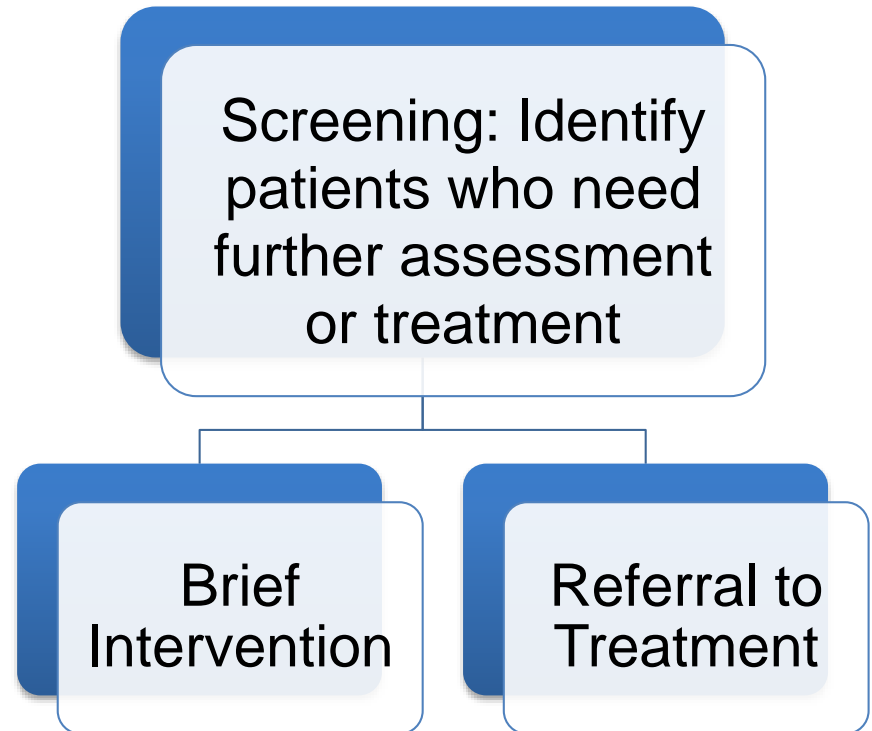 Screening: Identify
patients who need
further assessment
or treatment
Brief
Intervention
Referral to
Treatment